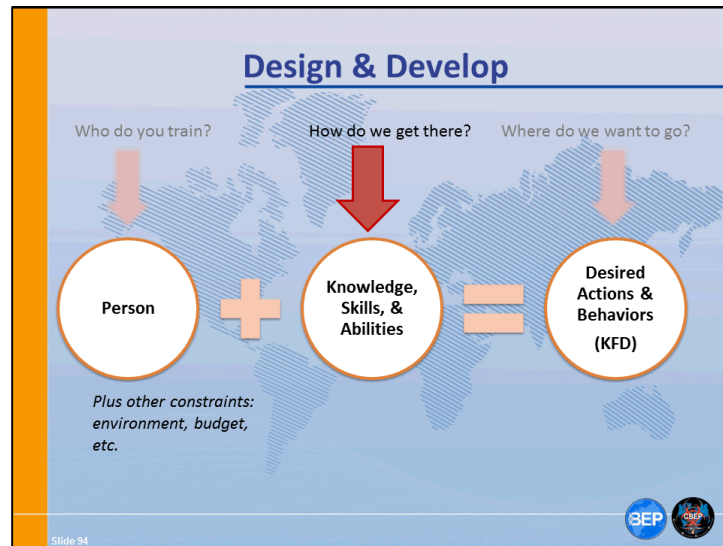 Design & Develop
Who do you train?
How do we get there?
Where do we want to go?
Person
Knowledge,
Skills, &
Abilities
Desired
Actions &
Behaviors
(KFD)
Plus other constraints:
environment, budget,
etc.
BEP
CBEP
Slide 94